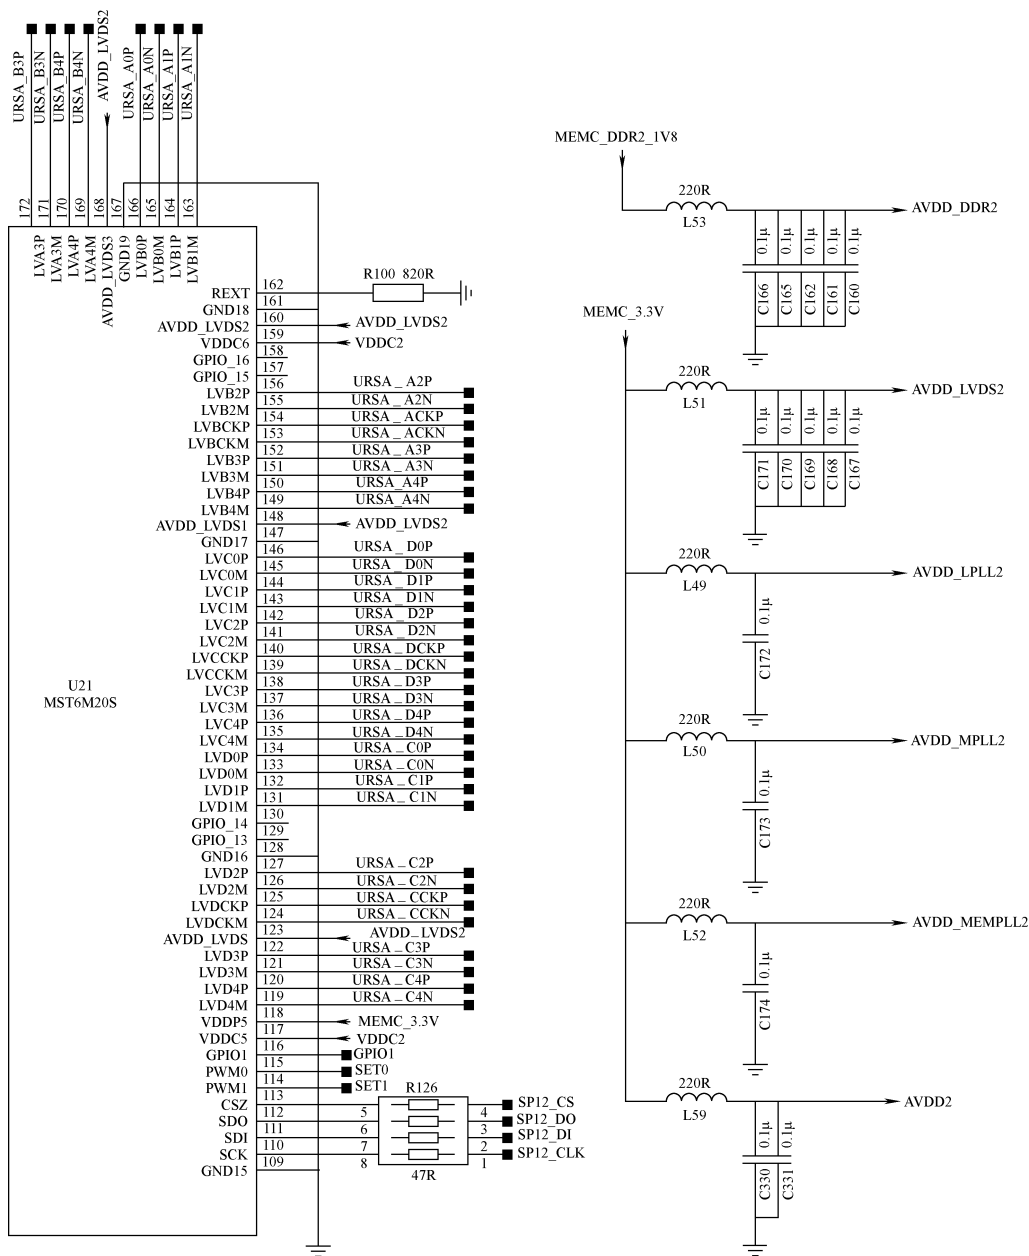 URSA_B3P
URSA_B3N
URSA_B4P
URSA_B4N
AVDD_LVDS2
URSA_A0P
URSA_A0N
URSA_A1P
URSA_A1N
172
171
170
169
168
167
166
165
164
163
LVA3P
LVA3M
LVA4P
LVA4M
AVDD_LVDS3
GND19
LVB0P
LVB0M
LVB1P
LVB1M
U21
MST6M20S
REXT 162 R100 820R
GND18 161
AVDD_LVDS2 160 AVDD_LVDS2
VDDC6 159 VDDC2
GPIO_16 158
GPIO_15 157
LVB2P 156 URSA_A2P
LVB2M 155 URSA_A2N
LVBCKP 154 URSA_ACKP
LVBCKM 153 URSA_ACKN
LVB3P 152 URSA_A3P
LVB3M 151 URSA_A3N
LVB4P 150 URSA_A4P
LVB4M 149 URSA_A4N
AVDD_LVDS1 148 AVDD_LVDS2
GND17 147
LVC0P 146 URSA_D0P
LVC0M 145 URSA_D0N
LVC1P 144 URSA_D1P
LVC1M 143 URSA_D1N
LVC2P 142 URSA_D2P
LVC2M 141 URSA_D2N
LVCCKP 140 URSA_DCKP
LVCCKM 139 URSA_DCKN
LVC3P 138 URSA_D3P
LVC3M 137 URSA_D3N
LVC4P 136 URSA_D4P
LVC4M 135 URSA_D4N
LVD0P 134 URSA_C0P
LVD0M 133 URSA_C0N
LVD1P 132 URSA_C1P
LVD1M 131 URSA_C1N
GPIO_14 130
GPIO_13 129
GND16 128
LVD2P 127 URSA_C2P
LVD2M 126 URSA_C2N
LVDCKP 125 URSA_CCKP
LVDCKM 124 URSA_CCKN
AVDD_LVDS 123 AVDD_LVDS2
LVD3P 122 URSA_C3P
LVD3M 121 URSA_C3N
LVD4P 120 URSA_C4P
LVD4M 119 URSA_C4N
VDDP5 118 MEMC_3.3V
VDDC5 117 VDDC2
GPIO1 116 GPIO1
PWM0 115 SET0
PWM1 114 SET1
R126
CSZ 113 5 4 SP12_CS
SDO 112 6 3 SP12_DO
SDI 111 7 2 SP12_DI
SCK 110 8 1 SP12_CLK
GND15 109
47R
MEMC_DDR2_1V8
220R
L53
AVDD_DDR2
0.1μ 0.1μ 0.1μ 0.1μ 0.1μ
C166 C165 C162 C161 C160
MEMC_3.3V
220R
L51
AVDD_LVDS2
0.1μ 0.1μ 0.1μ 0.1μ 0.1μ
C171 C170 C169 C168 C167
220R
L49
AVDD_LPLL2
0.1μ
C172
220R
L50
AVDD_MPLL2
0.1μ
C173
220R
L52
AVDD_MEMPLL2
0.1μ
C174
220R
L59
AVDD2
0.1μ 0.1μ
C330 C331